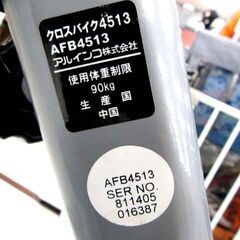 クロスバイク4513
AFB4513
アルインコ株式会社
使用体重制限
90kg
生産国
中国
AFB4513
SER NO.
811405
016387